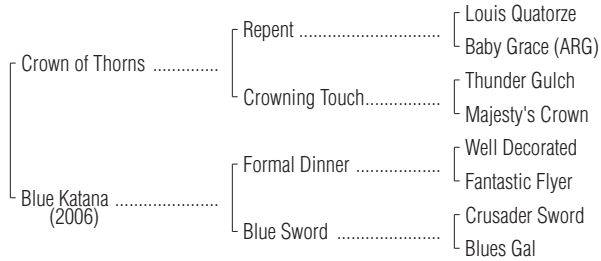 Louis Quatorze
Repent ..................
Baby Grace (ARG)
Crown of Thorns .............
Thunder Gulch
Crowning Touch...............
Majesty's Crown
Well Decorated
Formal Dinner .................
Fantastic Flyer
Blue Katana ....................
(2006)
Crusader Sword
Blue Sword ....................
Blues Gal